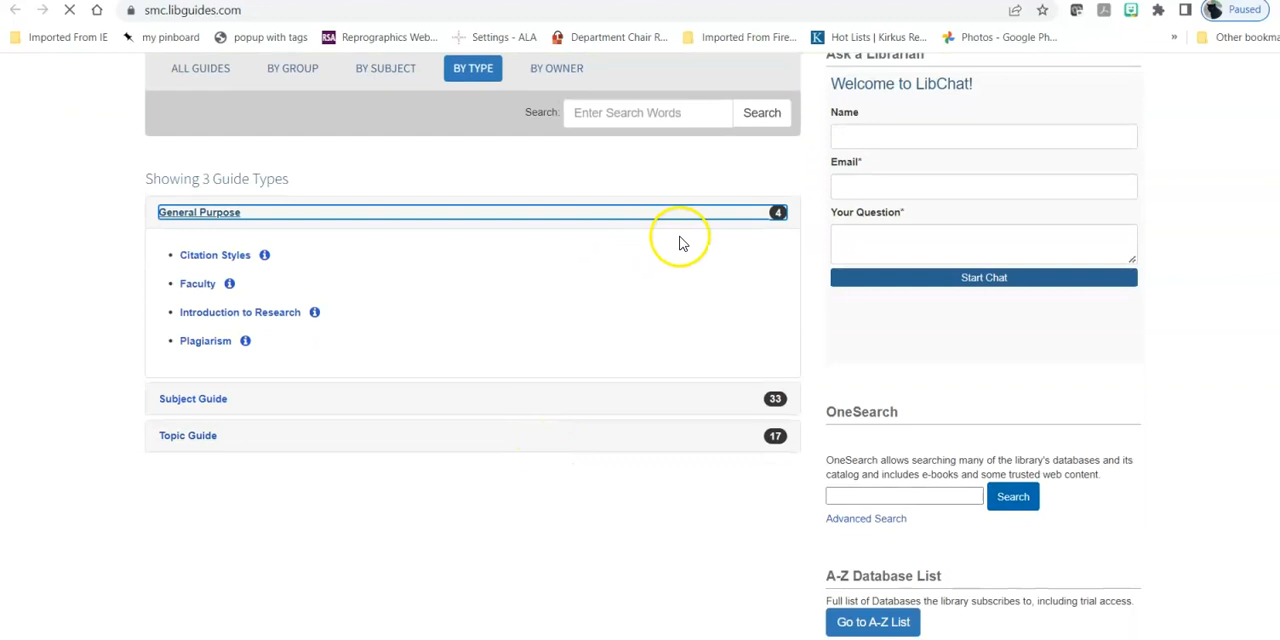 smc.libguides.com
Paused
Imported From IE
my pinboard
popup with tags
RSA Reprographics Web...
Settings - ALA
Department Chair R...
Imported From Fire...
K Hot Lists | Kirkus Re...
Photos - Google Ph...
»
Other bookma
ALL GUIDES
BY GROUP
BY SUBJECT
BY TYPE
BY OWNER
Search:
Enter Search Words
Search
Showing 3 Guide Types
General Purpose 4
• Citation Styles
• Faculty
• Introduction to Research
• Plagiarism
Subject Guide 33
Topic Guide 17
Ask a Librarian
Welcome to LibChat!
Name
Email*
Your Question*
Start Chat
OneSearch
OneSearch allows searching many of the library's databases and its
catalog and includes e-books and some trusted web content.
Search
Advanced Search
A-Z Database List
Full list of Databases the library subscribes to, including trial access.
Go to A-Z List